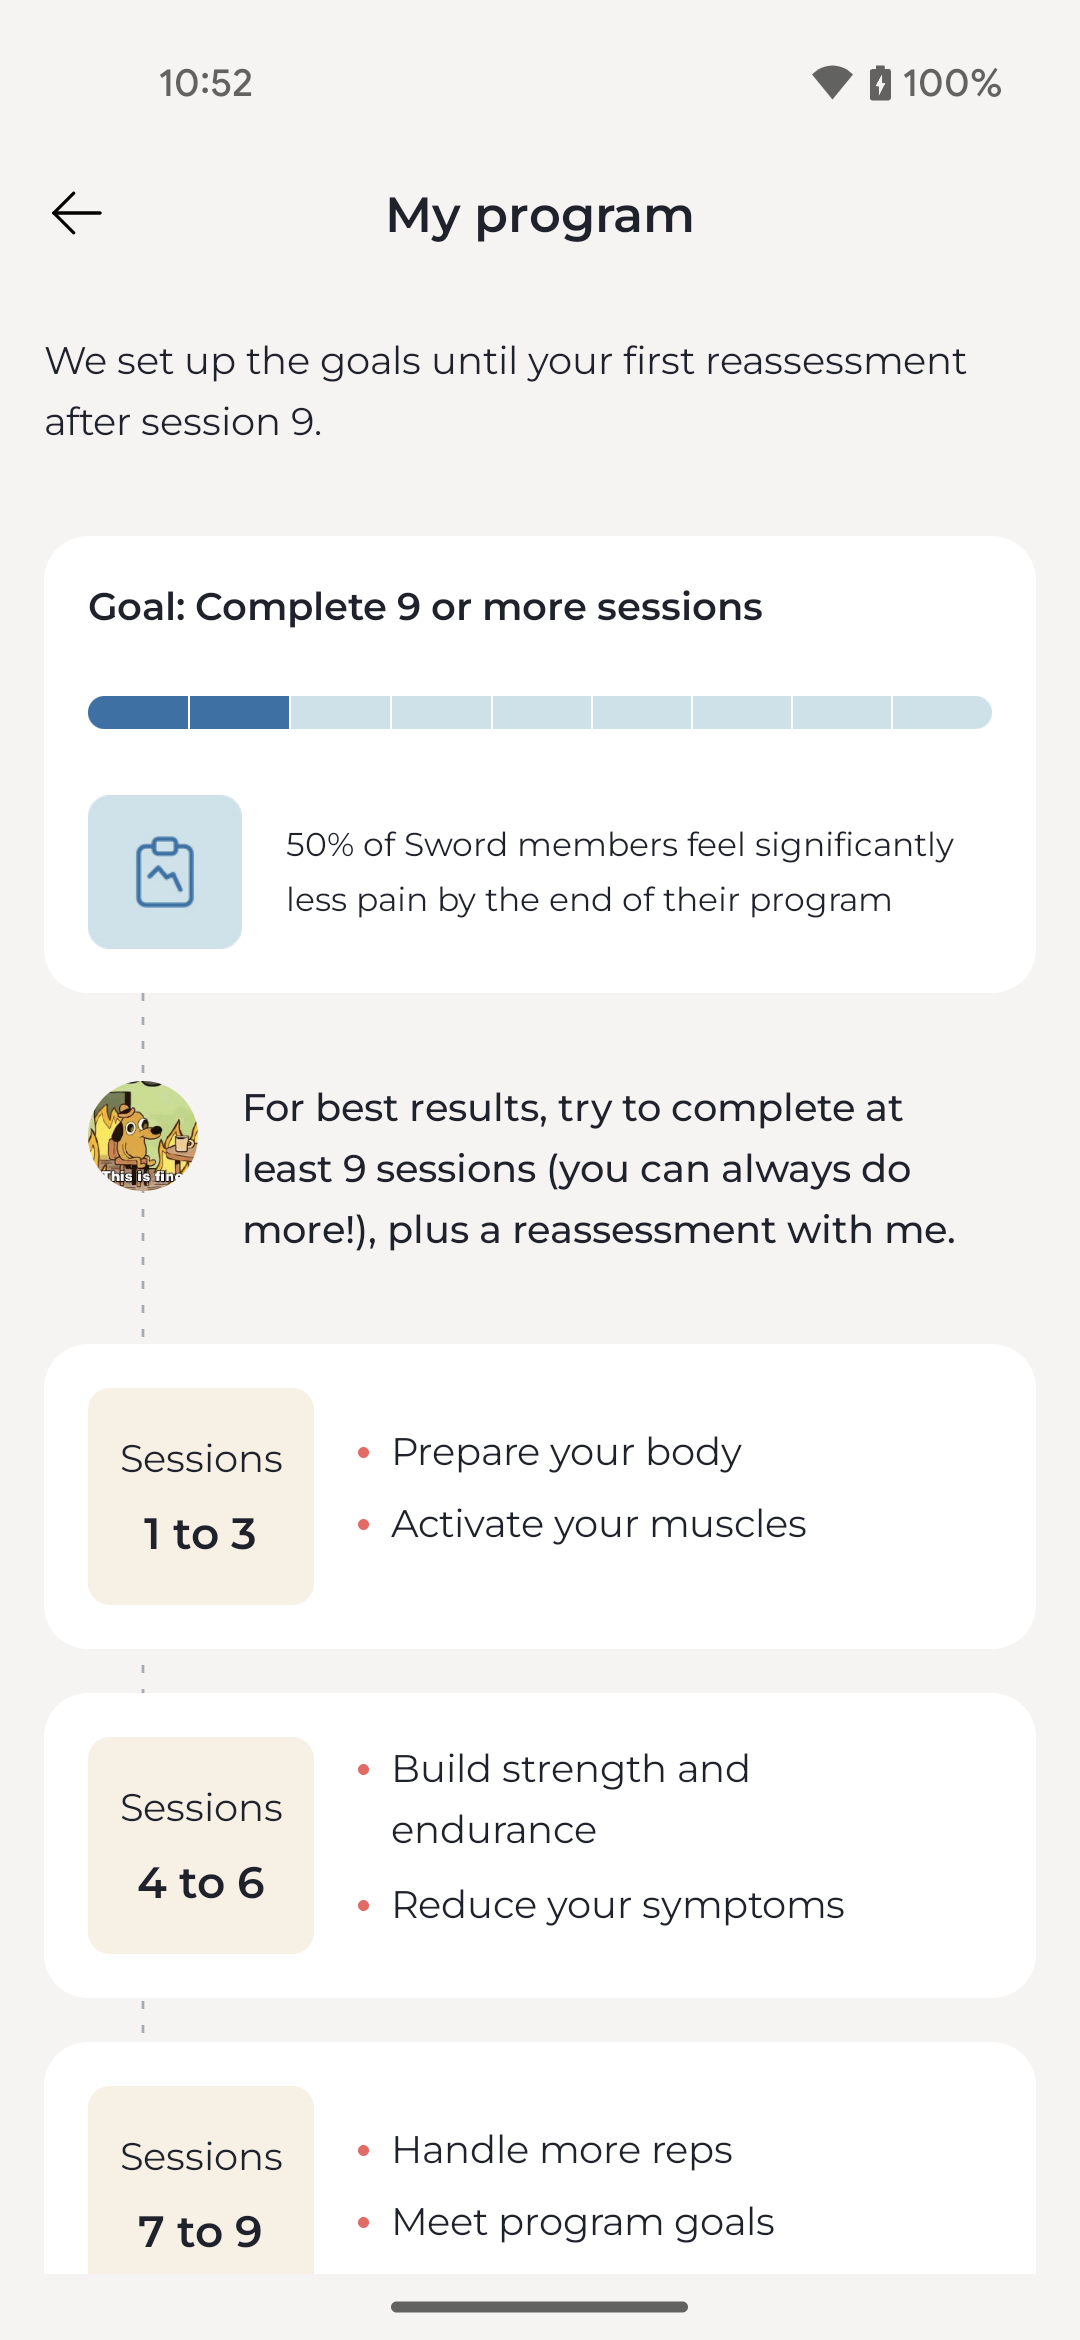 10:52
100%
My program
We set up the goals until your first reassessment
after session 9.
Goal: Complete 9 or more sessions
50% of Sword members feel significantly
less pain by the end of their program
For best results, try to complete at
least 9 sessions (you can always do
more!), plus a reassessment with me.
This is fine
Sessions
1 to 3
Prepare your body
Activate your muscles
Sessions
4 to 6
Build strength and
endurance
Reduce your symptoms
Sessions
7 to 9
Handle more reps
Meet program goals